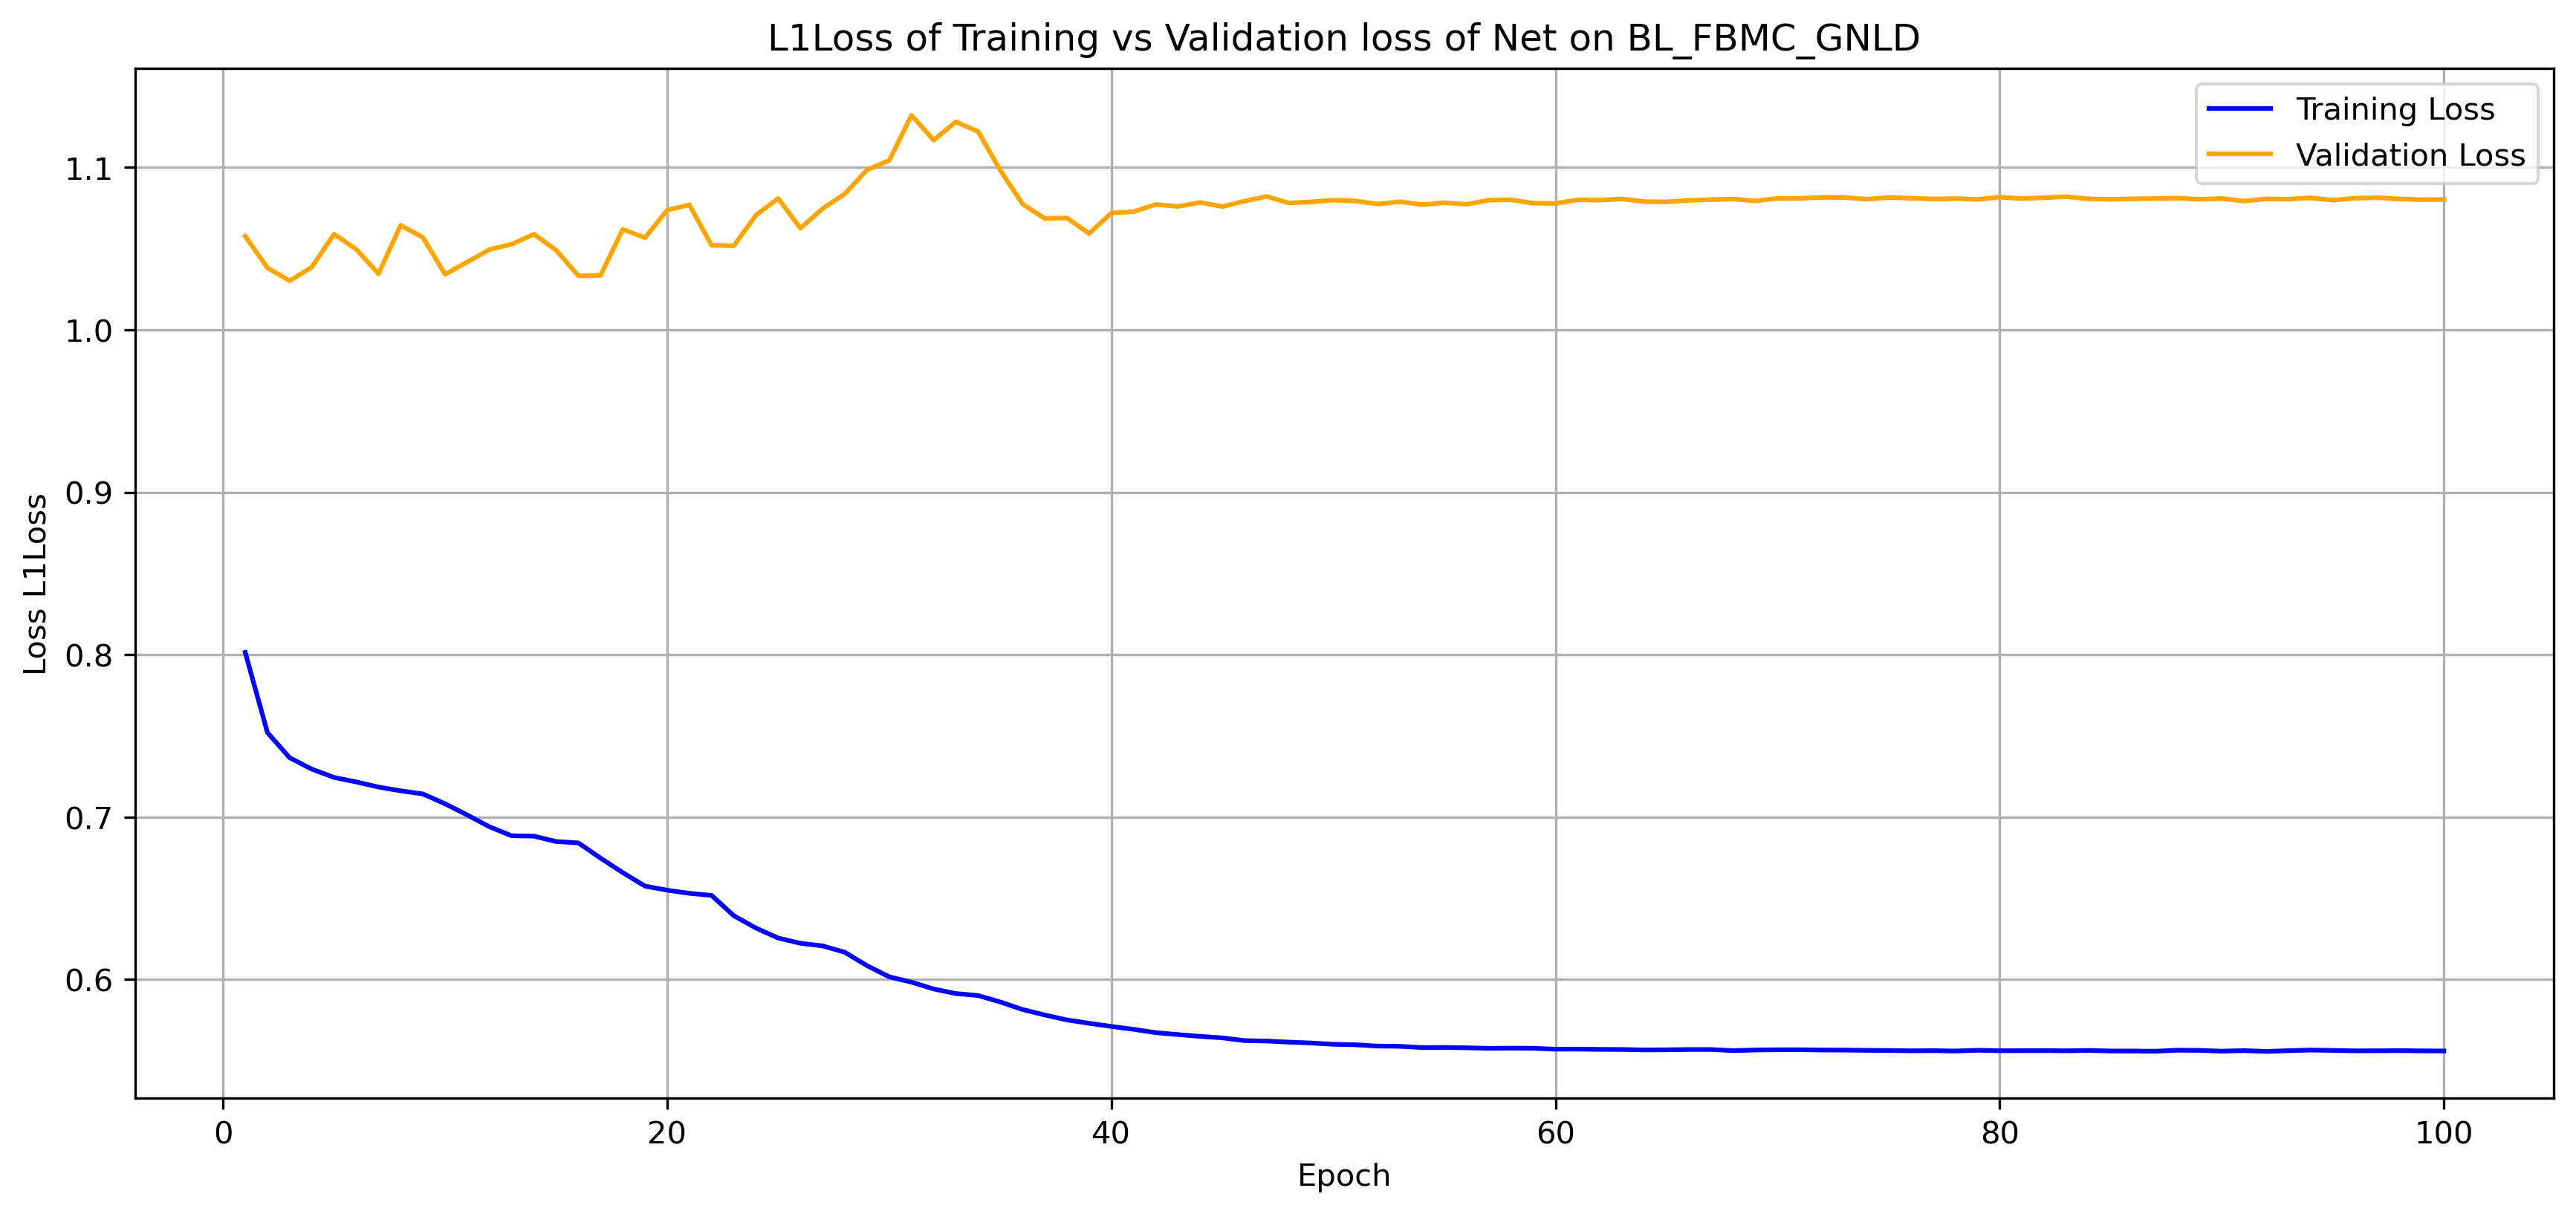 L1Loss of Training vs Validation loss of Net on BL_FBMC_GNLD
Training Loss
Validation Loss
1.1
1.0
0.9
0.8
0.7
0.6
Loss L1Loss
0 20 40 60 80 100
Epoch